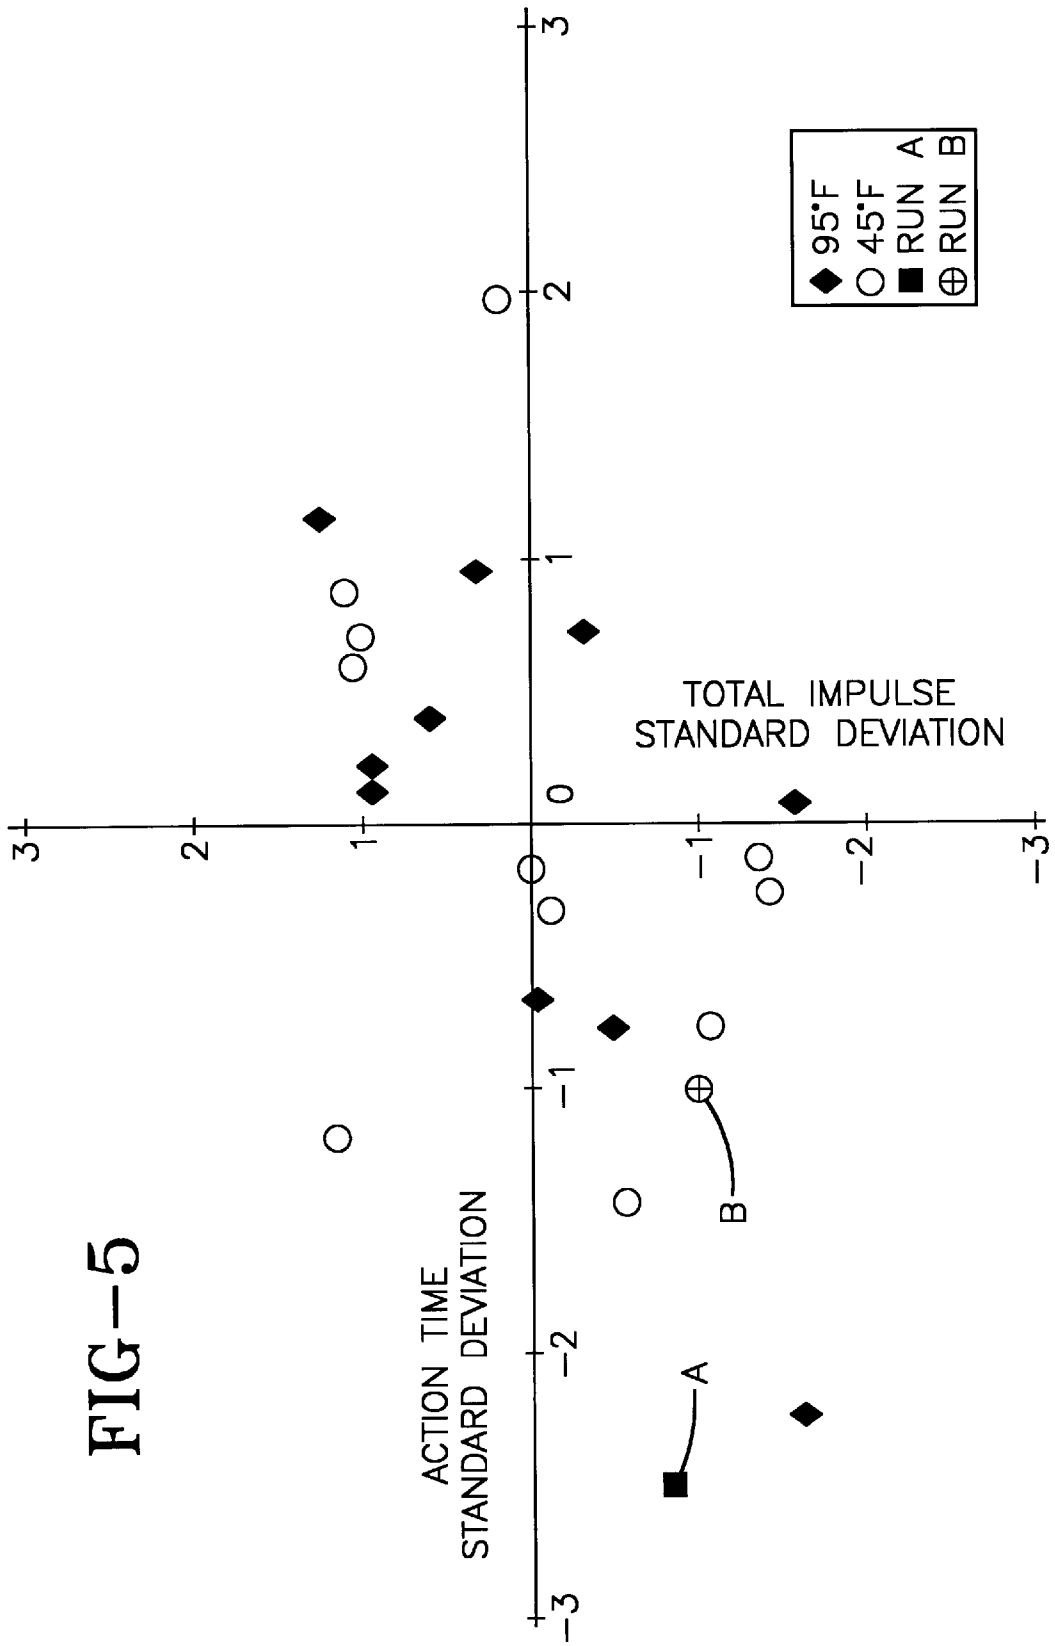 FIG-5
ACTION TIME
STANDARD DEVIATION
TOTAL IMPULSE
STANDARD DEVIATION
3
2
1
0
-1
-2
-3
-3
-2
-1
1
2
3
A
B
95°F
45°F
RUN A
RUN B